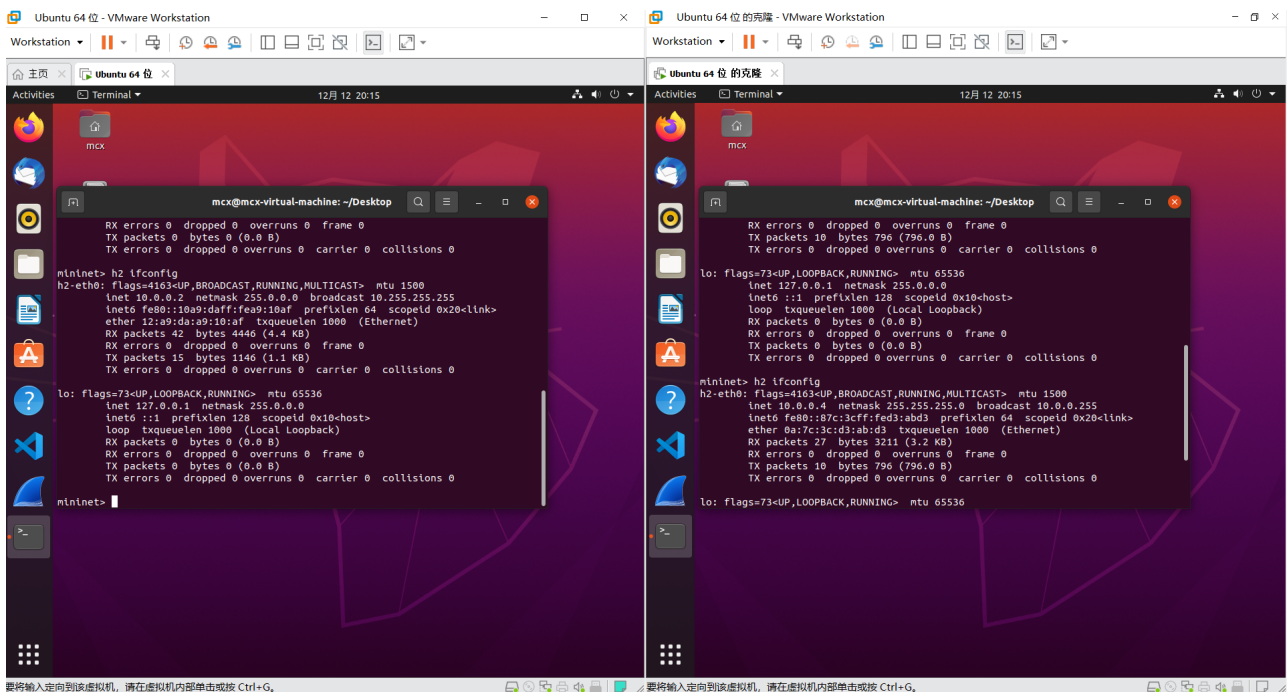 Ubuntu 64 位 - VMware Workstation
Workstation
主页
Ubuntu 64 位
Activities
Terminal
12月 12 20:15
mcx
mcx@mcx-virtual-machine: ~/Desktop
RX errors 0 dropped 0 overruns 0 frame 0
TX packets 0 bytes 0 (0.0 B)
TX errors 0 dropped 0 overruns 0 carrier 0 collisions 0
mininet> h2 ifconfig
h2-eth0: flags=4163<UP,BROADCAST,RUNNING,MULTICAST> mtu 1500
inet 10.0.0.2 netmask 255.0.0.0 broadcast 10.255.255.255
inet6 fe80::10a9:daff:fea9:10af prefixlen 64 scopeid 0x20<link>
ether 12:a9:da:a9:10:af txqueuelen 1000 (Ethernet)
RX packets 42 bytes 4446 (4.4 KB)
RX errors 0 dropped 0 overruns 0 frame 0
TX packets 15 bytes 1146 (1.1 KB)
TX errors 0 dropped 0 overruns 0 carrier 0 collisions 0
lo: flags=73<UP,LOOPBACK,RUNNING> mtu 65536
inet 127.0.0.1 netmask 255.0.0.0
inet6 ::1 prefixlen 128 scopeid 0x10<host>
loop txqueuelen 1000 (Local Loopback)
RX packets 0 bytes 0 (0.0 B)
RX errors 0 dropped 0 overruns 0 frame 0
TX packets 0 bytes 0 (0.0 B)
TX errors 0 dropped 0 overruns 0 carrier 0 collisions 0
mininet>
要将输入定向到该虚拟机，请在虚拟机内部单击或按 Ctrl+G。
Ubuntu 64 位 的克隆 - VMware Workstation
Workstation
Ubuntu 64 位 的克隆
Activities
Terminal
12月 12 20:15
mcx
mcx@mcx-virtual-machine: ~/Desktop
RX errors 0 dropped 0 overruns 0 frame 0
TX packets 10 bytes 796 (796.0 B)
TX errors 0 dropped 0 overruns 0 carrier 0 collisions 0
lo: flags=73<UP,LOOPBACK,RUNNING> mtu 65536
inet 127.0.0.1 netmask 255.0.0.0
inet6 ::1 prefixlen 128 scopeid 0x10<host>
loop txqueuelen 1000 (Local Loopback)
RX packets 0 bytes 0 (0.0 B)
RX errors 0 dropped 0 overruns 0 frame 0
TX packets 0 bytes 0 (0.0 B)
TX errors 0 dropped 0 overruns 0 carrier 0 collisions 0
mininet> h2 ifconfig
h2-eth0: flags=4163<UP,BROADCAST,RUNNING,MULTICAST> mtu 1500
inet 10.0.0.4 netmask 255.255.255.0 broadcast 10.0.0.255
inet6 fe80::87c:3cff:fed3:abd3 prefixlen 64 scopeid 0x20<link>
ether 0a:7c:3c:d3:ab:d3 txqueuelen 1000 (Ethernet)
RX packets 27 bytes 3211 (3.2 KB)
RX errors 0 dropped 0 overruns 0 frame 0
TX packets 10 bytes 796 (796.0 B)
TX errors 0 dropped 0 overruns 0 carrier 0 collisions 0
lo: flags=73<UP,LOOPBACK,RUNNING> mtu 65536
要将输入定向到该虚拟机，请在虚拟机内部单击或按 Ctrl+G。